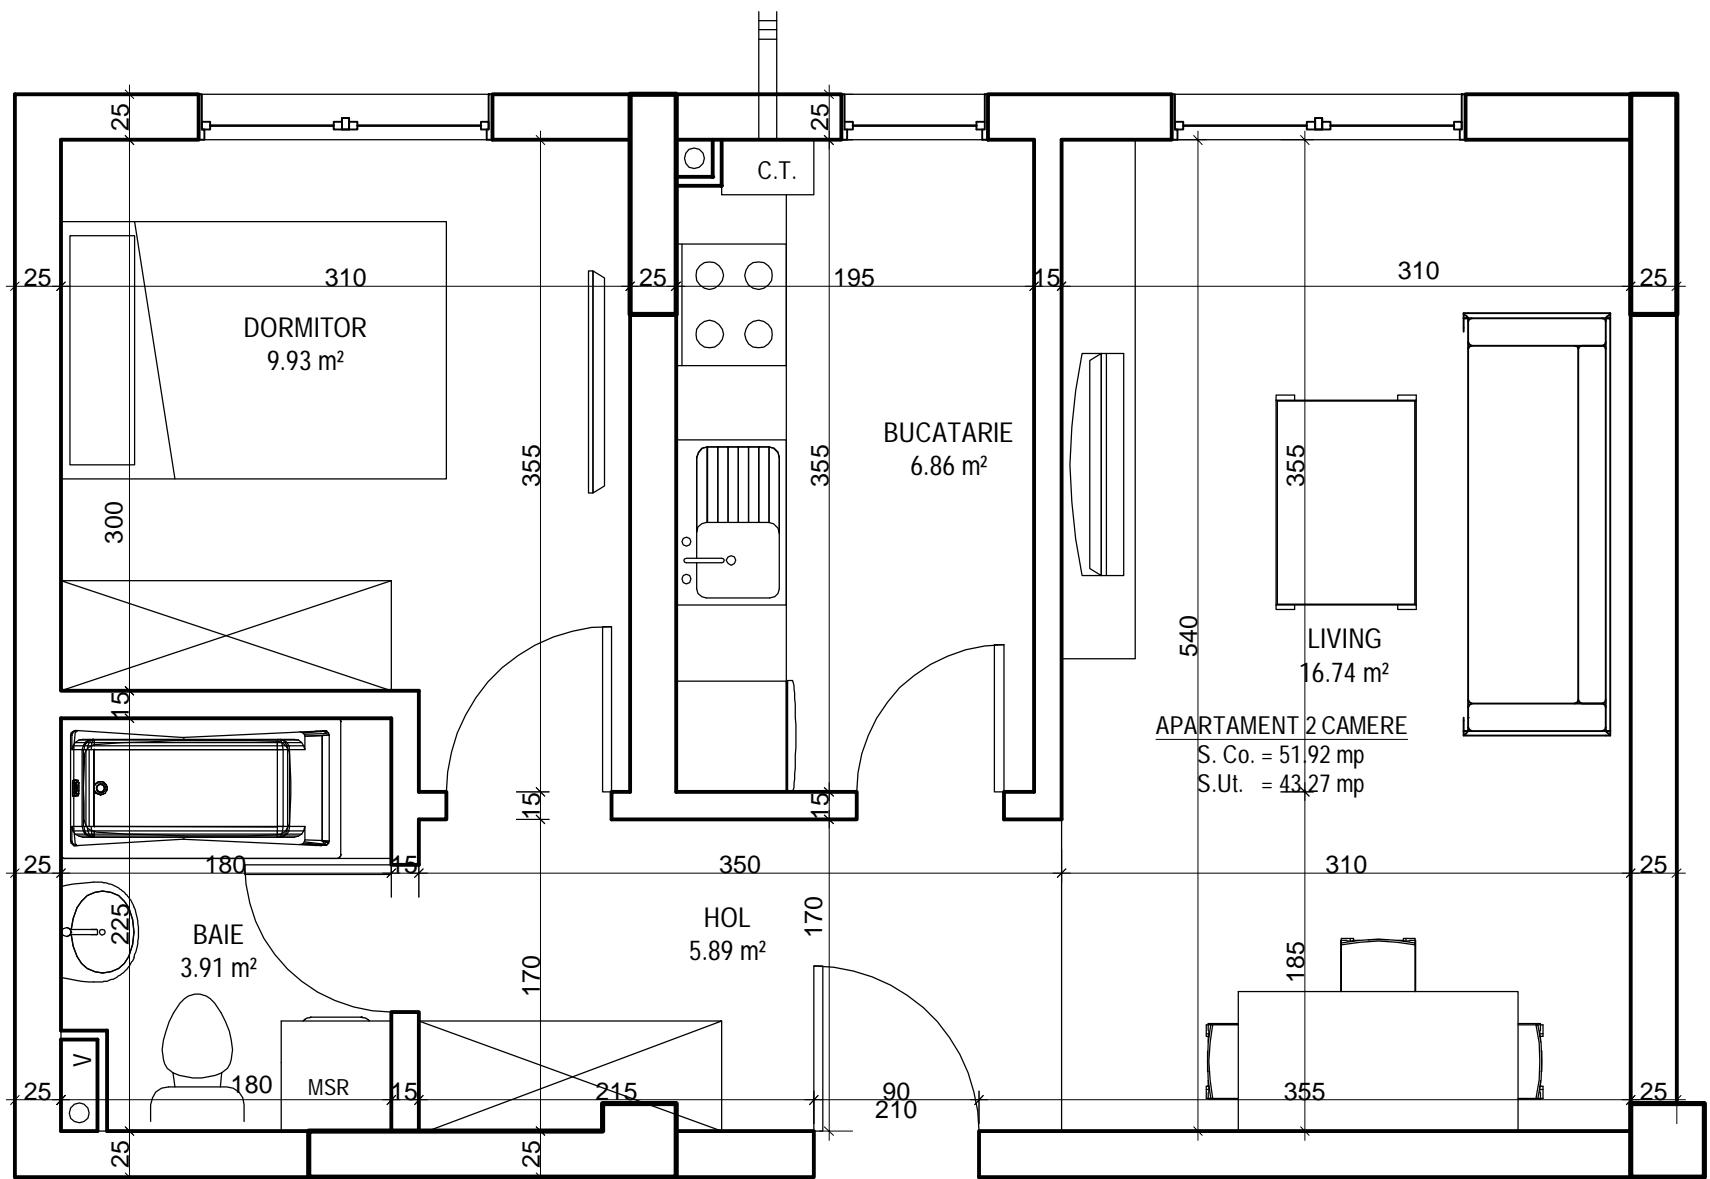 25
25
C.T.
25
310
25
195
15
310
25
DORMITOR
9.93 m²
BUCATARIE
6.86 m²
355
355
355
300
540
LIVING
16.74 m²
APARTAMENT 2 CAMERE
S. Co. = 51.92 mp
S.Ut. = 43.27 mp
15
15
15
25
180
15
350
310
25
225
BAIE
3.91 m²
HOL
5.89 m²
170
170
185
V
MSR
25
180
15
215
90
210
355
25
25
25